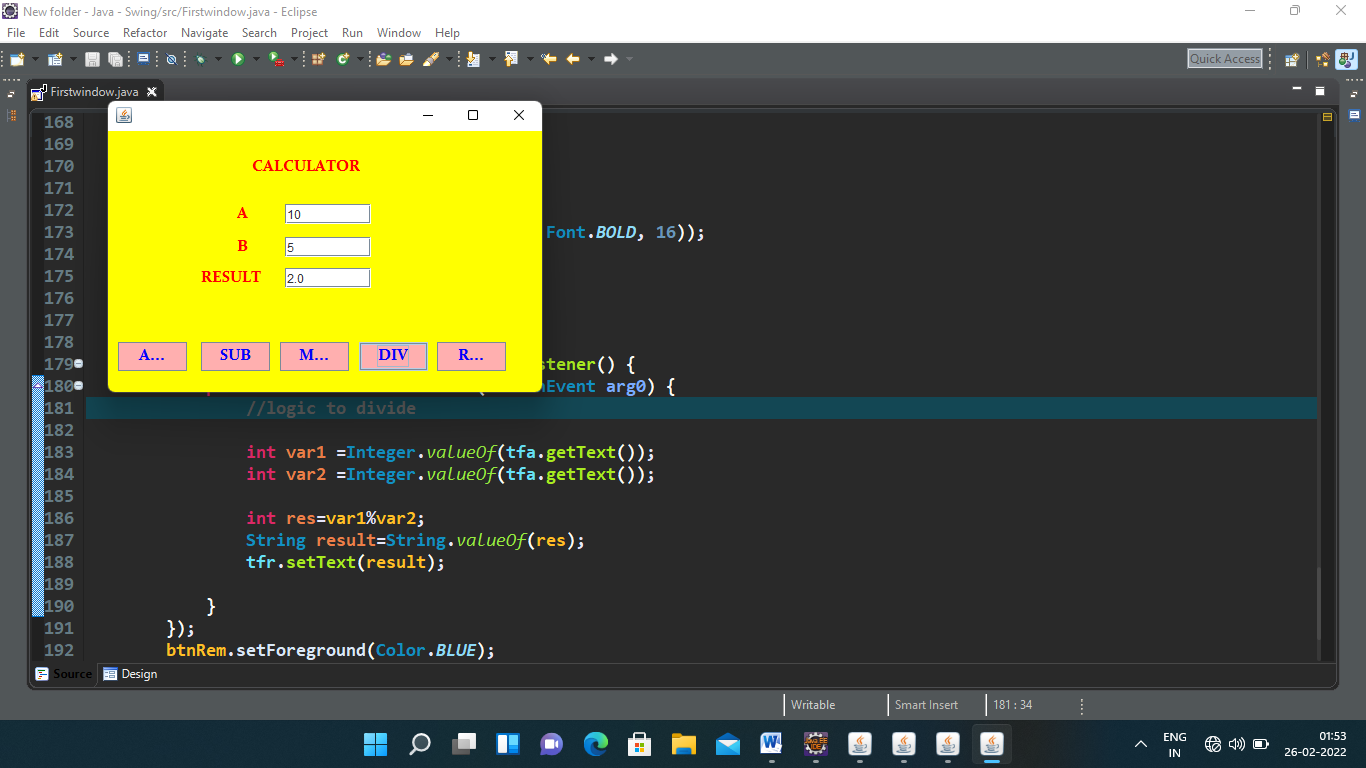 New folder - Java - Swing/src/Firstwindow.java - Eclipse
File Edit Source Refactor Navigate Search Project Run Window Help
Quick Access
Firstwindow.java
CALCULATOR
A 10
B 5
RESULT 2.0
A... SUB M... DIV R...
168
169
170
171
172
173 Font.BOLD, 16));
174
175
176
177
178
179 stener() {
180 Event arg0) {
181 //logic to divide
182
183 int var1 =Integer.valueOf(tfa.getText());
184 int var2 =Integer.valueOf(tfa.getText());
185
186 int res=var1%var2;
187 String result=String.valueOf(res);
188 tfr.setText(result);
189
190 }
191 });
192 btnRem.setForeground(Color.BLUE);
Source Design
Writable Smart Insert 181 : 34
ENG
IN
01:53
26-02-2022